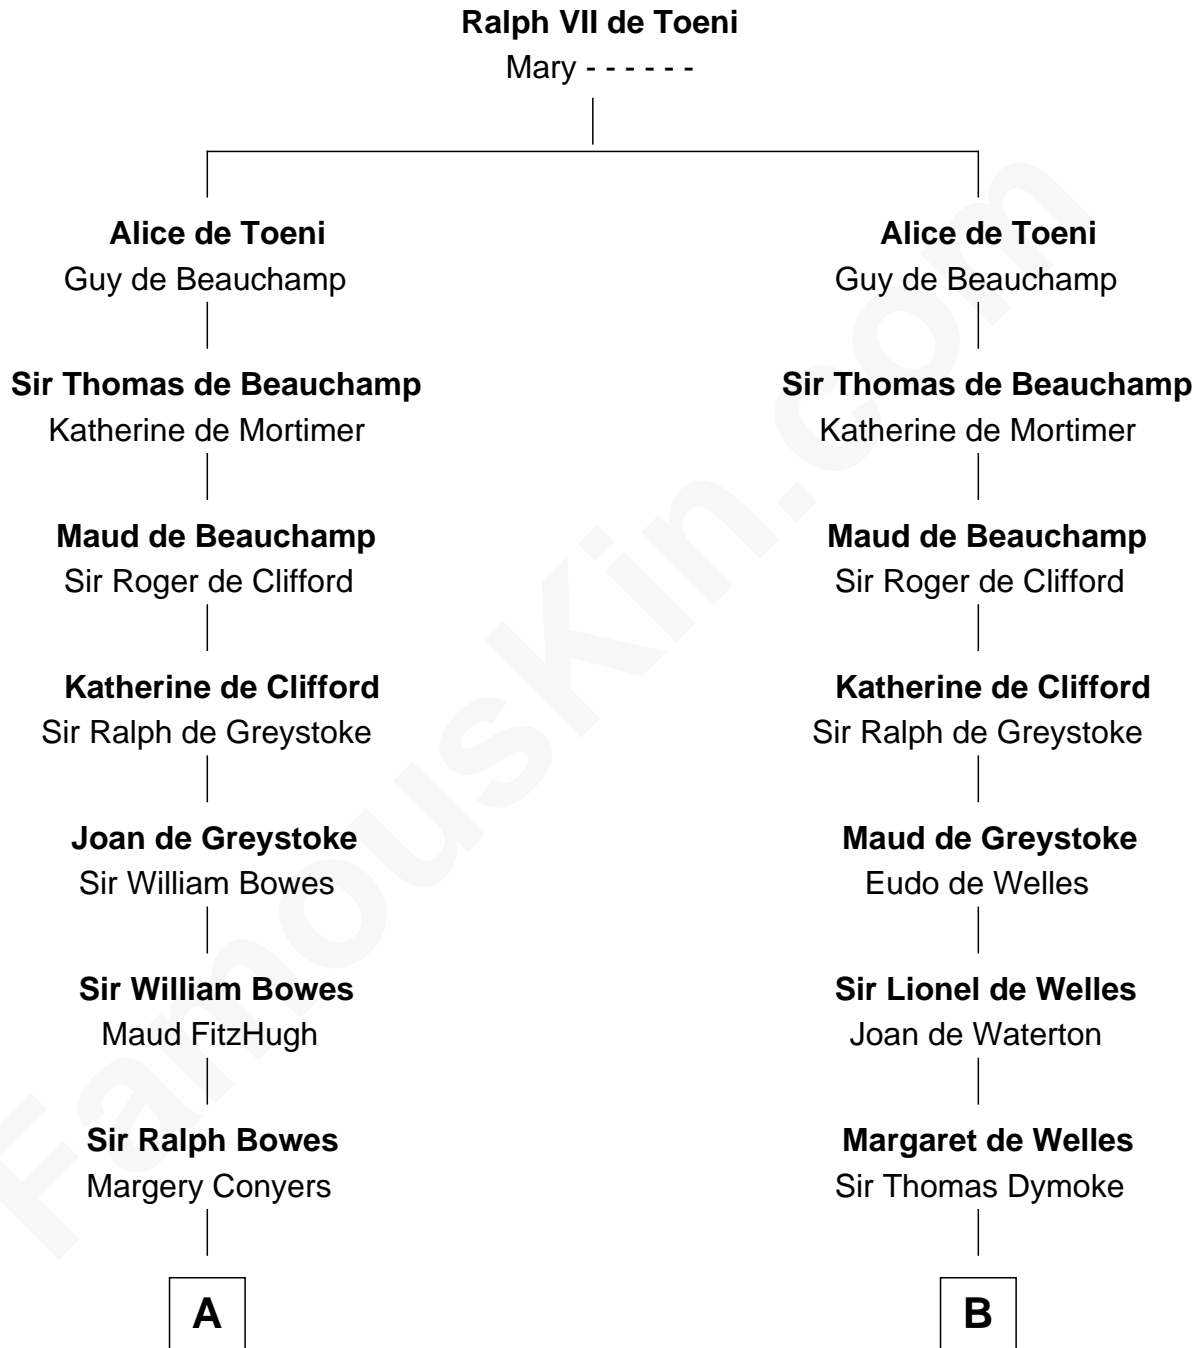 Ralph VII de Toeni
Mary - - - - - -
Alice de Toeni
Guy de Beauchamp
Alice de Toeni
Guy de Beauchamp
Sir Thomas de Beauchamp
Katherine de Mortimer
Sir Thomas de Beauchamp
Katherine de Mortimer
Maud de Beauchamp
Sir Roger de Clifford
Maud de Beauchamp
Sir Roger de Clifford
Katherine de Clifford
Sir Ralph de Greystoke
Katherine de Clifford
Sir Ralph de Greystoke
Joan de Greystoke
Sir William Bowes
Maud de Greystoke
Eudo de Welles
Sir William Bowes
Maud FitzHugh
Sir Lionel de Welles
Joan de Waterton
Sir Ralph Bowes
Margery Conyers
Margaret de Welles
Sir Thomas Dymoke
A
B
FamousKin.com